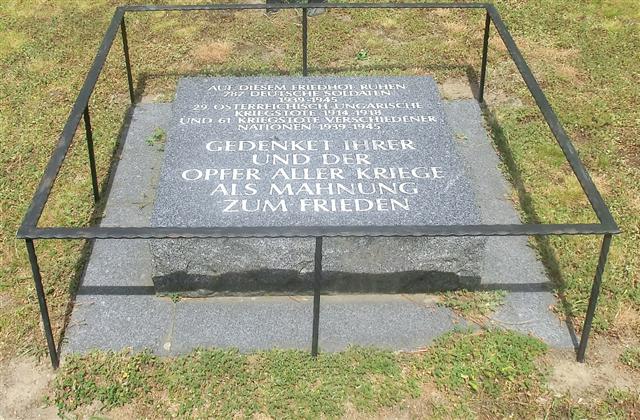 AUF DIESEM FRIEDHOF RUHEN
287 DEUTSCHE SOLDATEN
1939-1945
29 ÖSTERREICHISCH-UNGARISCHE
KRIEGSTOTE 1914-1918
UND 61 KRIEGSTOTE VERSCHIEDENER
NATIONEN 1939-1945
GEDENKET IHRER
UND DER
OPFER ALLER KRIEGE
ALS MAHNUNG
ZUM FRIEDEN